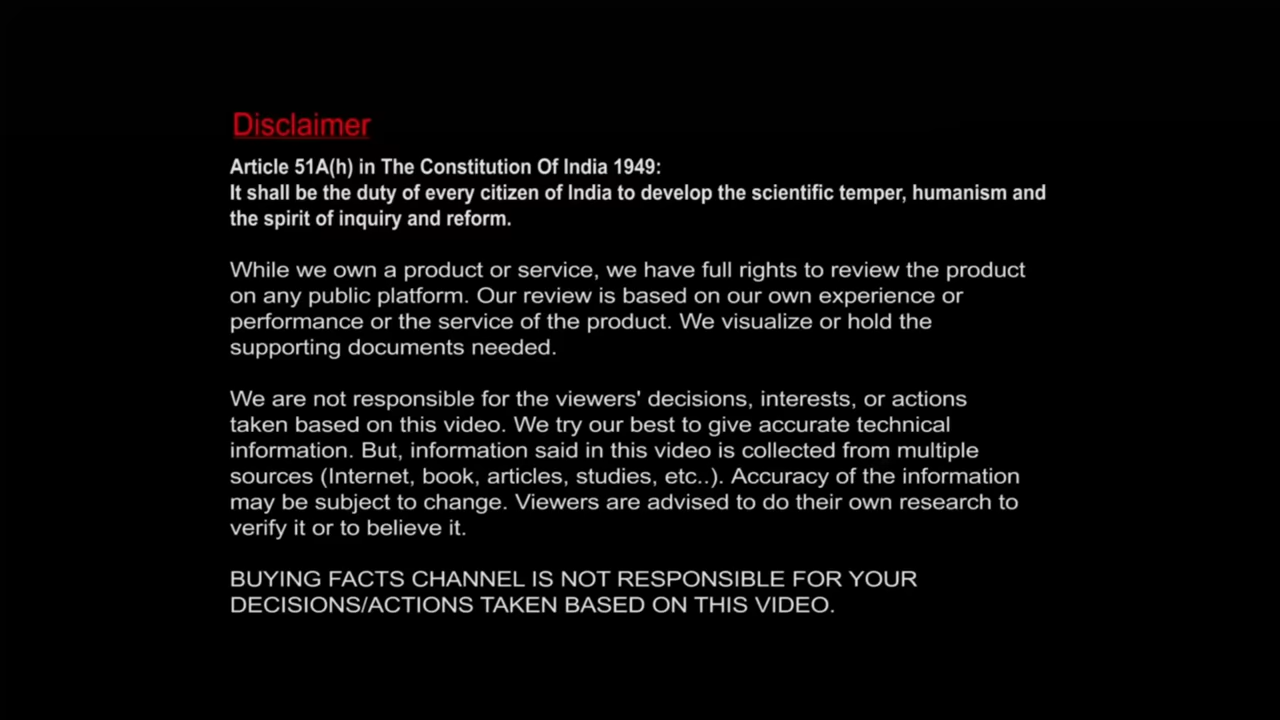 Disclaimer
Article 51A(h) in The Constitution Of India 1949:
It shall be the duty of every citizen of India to develop the scientific temper, humanism and
the spirit of inquiry and reform.
While we own a product or service, we have full rights to review the product
on any public platform. Our review is based on our own experience or
performance or the service of the product. We visualize or hold the
supporting documents needed.
We are not responsible for the viewers' decisions, interests, or actions
taken based on this video. We try our best to give accurate technical
information. But, information said in this video is collected from multiple
sources (Internet, book, articles, studies, etc..). Accuracy of the information
may be subject to change. Viewers are advised to do their own research to
verify it or to believe it.
BUYING FACTS CHANNEL IS NOT RESPONSIBLE FOR YOUR
DECISIONS/ACTIONS TAKEN BASED ON THIS VIDEO.